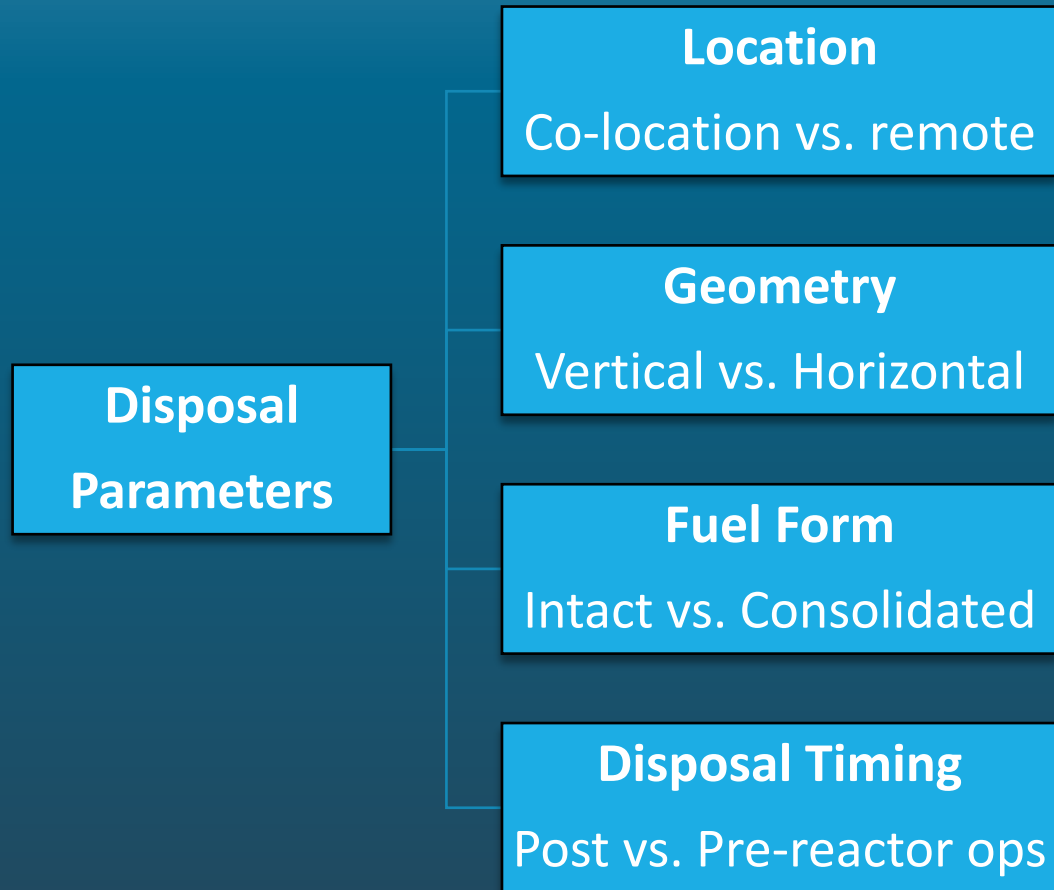 Disposal
Parameters
Location
Co-location vs. remote
Geometry
Vertical vs. Horizontal
Fuel Form
Intact vs. Consolidated
Disposal Timing
Post vs. Pre-reactor ops